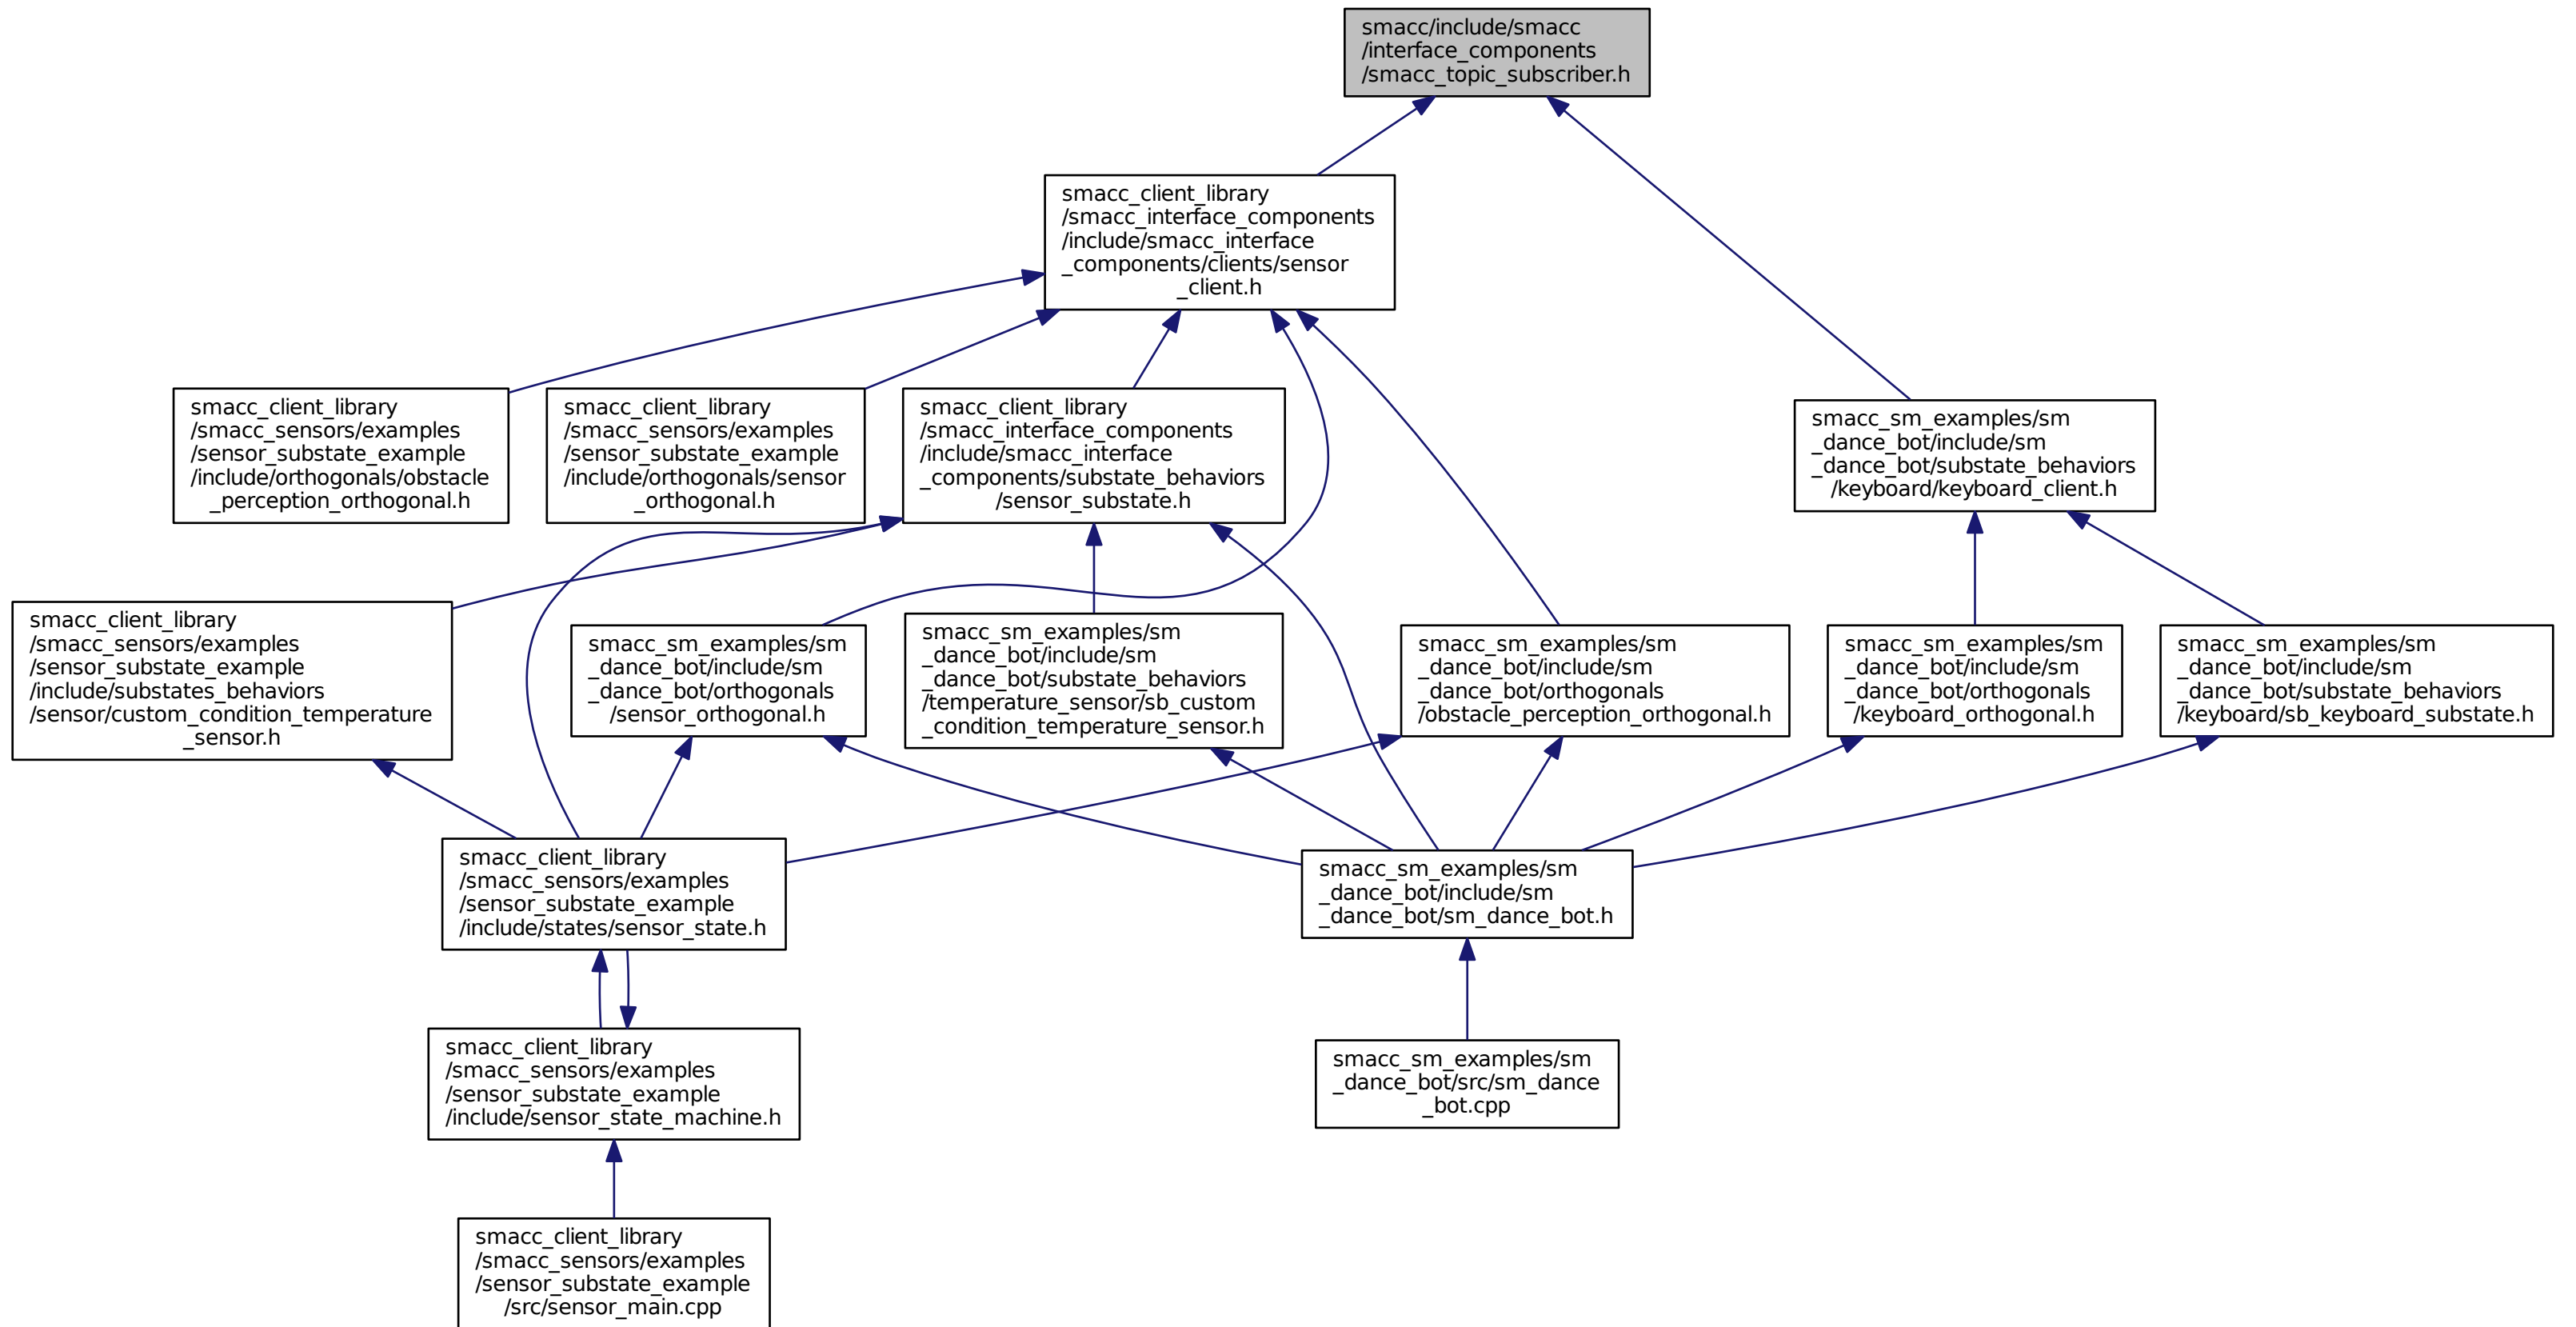 smacc/include/smacc
/interface_components
/smacc_topic_subscriber.h
smacc_client_library
/smacc_interface_components
/include/smacc_interface
_components/clients/sensor
_client.h
smacc_client_library
/smacc_sensors/examples
/sensor_substate_example
/include/orthogonals/obstacle
_perception_orthogonal.h
smacc_client_library
/smacc_sensors/examples
/sensor_substate_example
/include/orthogonals/sensor
_orthogonal.h
smacc_client_library
/smacc_interface_components
/include/smacc_interface
_components/substate_behaviors
/sensor_substate.h
smacc_sm_examples/sm
_dance_bot/include/sm
_dance_bot/substate_behaviors
/keyboard/keyboard_client.h
smacc_client_library
/smacc_sensors/examples
/sensor_substate_example
/include/substates_behaviors
/sensor/custom_condition_temperature
_sensor.h
smacc_sm_examples/sm
_dance_bot/include/sm
_dance_bot/orthogonals
/sensor_orthogonal.h
smacc_sm_examples/sm
_dance_bot/include/sm
_dance_bot/substate_behaviors
/temperature_sensor/sb_custom
_condition_temperature_sensor.h
smacc_sm_examples/sm
_dance_bot/include/sm
_dance_bot/orthogonals
/obstacle_perception_orthogonal.h
smacc_sm_examples/sm
_dance_bot/include/sm
_dance_bot/orthogonals
/keyboard_orthogonal.h
smacc_sm_examples/sm
_dance_bot/include/sm
_dance_bot/substate_behaviors
/keyboard/sb_keyboard_substate.h
smacc_client_library
/smacc_sensors/examples
/sensor_substate_example
/include/states/sensor_state.h
smacc_sm_examples/sm
_dance_bot/include/sm
_dance_bot/sm_dance_bot.h
smacc_client_library
/smacc_sensors/examples
/sensor_substate_example
/include/sensor_state_machine.h
smacc_sm_examples/sm
_dance_bot/src/sm_dance
_bot.cpp
smacc_client_library
/smacc_sensors/examples
/sensor_substate_example
/src/sensor_main.cpp